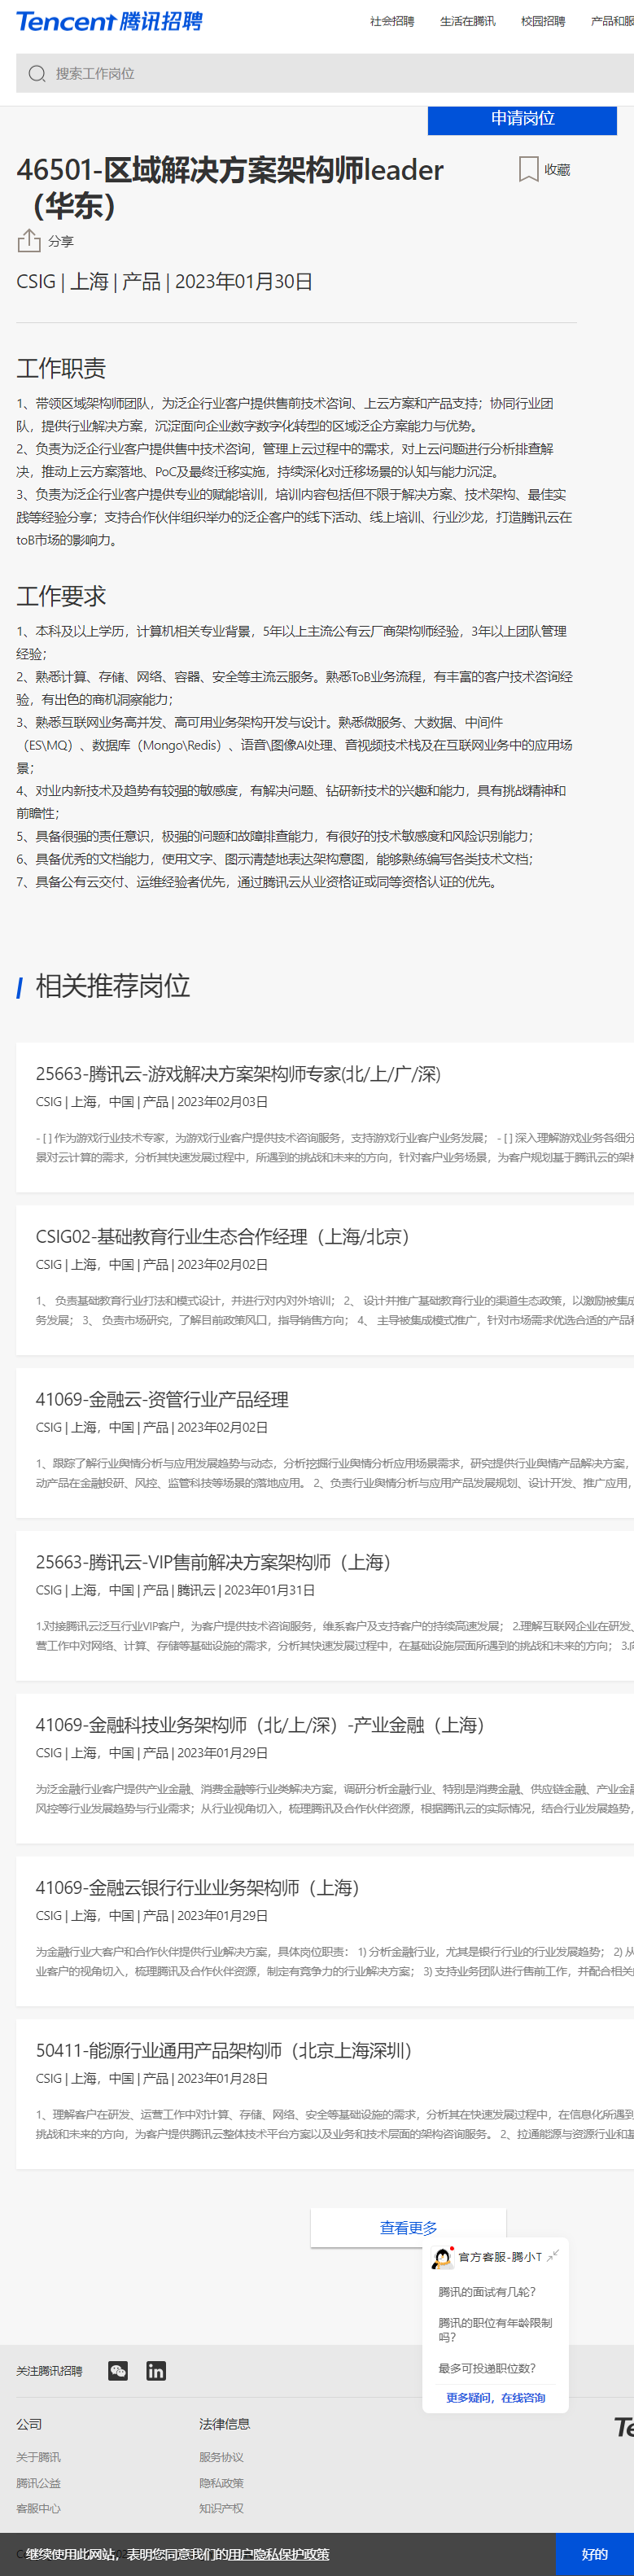 Tencent 腾讯招聘
社会招聘 生活在腾讯 校园招聘 产品和服
搜索工作岗位
申请岗位
46501-区域解决方案架构师leader
（华东）
收藏
分享
CSIG | 上海 | 产品 | 2023年01月30日
工作职责
1、带领区域架构师团队，为泛企行业客户提供售前技术咨询、上云方案和产品支持；协同行业团
队，提供行业解决方案，沉淀面向企业数字数字化转型的区域泛企方案能力与优势。
2、负责为泛企行业客户提供售中技术咨询，管理上云过程中的需求，对上云问题进行分析排查解
决，推动上云方案落地、PoC及最终迁移实施，持续深化对迁移场景的认知与能力沉淀。
3、负责为泛企行业客户提供专业的赋能培训，培训内容包括但不限于解决方案、技术架构、最佳实
践等经验分享；支持合作伙伴组织举办的泛企客户的线下活动、线上培训、行业沙龙，打造腾讯云在
toB市场的影响力。
工作要求
1、本科及以上学历，计算机相关专业背景，5年以上主流公有云厂商架构师经验，3年以上团队管理
经验；
2、熟悉计算、存储、网络、容器、安全等主流云服务。熟悉ToB业务流程，有丰富的客户技术咨询经
验，有出色的商机洞察能力；
3、熟悉互联网业务高并发、高可用业务架构开发与设计。熟悉微服务、大数据、中间件
（ES\MQ）、数据库（Mongo\Redis）、语音\图像AI处理、音视频技术栈及在互联网业务中的应用场
景；
4、对业内新技术及趋势有较强的敏感度，有解决问题、钻研新技术的兴趣和能力，具有挑战精神和
前瞻性；
5、具备很强的责任意识，极强的问题和故障排查能力，有很好的技术敏感度和风险识别能力；
6、具备优秀的文档能力，使用文字、图示清楚地表达架构意图，能够熟练编写各类技术文档；
7、具备公有云交付、运维经验者优先，通过腾讯云从业资格证或同等资格认证的优先。
相关推荐岗位
25663-腾讯云-游戏解决方案架构师专家(北/上/广/深)
CSIG | 上海，中国 | 产品 | 2023年02月03日
- [ ] 作为游戏行业技术专家，为游戏行业客户提供技术咨询服务，支持游戏行业客户业务发展； - [ ] 深入理解游戏业务各细分
景对云计算的需求，分析其快速发展过程中，所遇到的挑战和未来的方向，针对客户业务场景，为客户规划基于腾讯云的架构
CSIG02-基础教育行业生态合作经理（上海/北京）
CSIG | 上海，中国 | 产品 | 2023年02月02日
1、 负责基础教育行业打法和模式设计，并进行对内对外培训； 2、 设计并推广基础教育行业的渠道生态政策，以激励被集成
务发展； 3、 负责市场研究，了解目前政策风口，指导销售方向； 4、 主导被集成模式推广，针对市场需求优选合适的产品和
41069-金融云-资管行业产品经理
CSIG | 上海，中国 | 产品 | 2023年02月02日
1、跟踪了解行业舆情分析与应用发展趋势与动态，分析挖掘行业舆情分析应用场景需求，研究提供行业舆情产品解决方案，
动产品在金融投研、风控、监管科技等场景的落地应用。 2、负责行业舆情分析与应用产品发展规划、设计开发、推广应用，
25663-腾讯云-VIP售前解决方案架构师（上海）
CSIG | 上海，中国 | 产品 | 腾讯云 | 2023年01月31日
1.对接腾讯云泛互行业VIP客户，为客户提供技术咨询服务，维系客户及支持客户的持续高速发展； 2.理解互联网企业在研发、
营工作中对网络、计算、存储等基础设施的需求，分析其快速发展过程中，在基础设施层面所遇到的挑战和未来的方向； 3.向
41069-金融科技业务架构师（北/上/深）-产业金融（上海）
CSIG | 上海，中国 | 产品 | 2023年01月29日
为泛金融行业客户提供产业金融、消费金融等行业类解决方案，调研分析金融行业、特别是消费金融、供应链金融、产业金融
风控等行业发展趋势与行业需求；从行业视角切入，梳理腾讯及合作伙伴资源，根据腾讯云的实际情况，结合行业发展趋势，
41069-金融云银行行业业务架构师（上海）
CSIG | 上海，中国 | 产品 | 2023年01月29日
为金融行业大客户和合作伙伴提供行业解决方案，具体岗位职责： 1) 分析金融行业，尤其是银行行业的行业发展趋势； 2) 从
业客户的视角切入，梳理腾讯及合作伙伴资源，制定有竞争力的行业解决方案； 3) 支持业务团队进行售前工作，并配合相关
50411-能源行业通用产品架构师（北京上海深圳）
CSIG | 上海，中国 | 产品 | 2023年01月28日
1、理解客户在研发、运营工作中对计算、存储、网络、安全等基础设施的需求，分析其在快速发展过程中，在信息化所遇到
挑战和未来的方向，为客户提供腾讯云整体技术平台方案以及业务和技术层面的架构咨询服务。 2、拉通能源与资源行业和基
查看更多
官方客服-腾小T
腾讯的面试有几轮？
腾讯的职位有年龄限制
吗？
最多可投递职位数？
更多疑问，在线咨询
关注腾讯招聘
公司 法律信息
Te
关于腾讯 服务协议
腾讯公益 隐私政策
客服中心 知识产权
继续使用此网站，表明您同意我们的用户隐私保护政策
好的